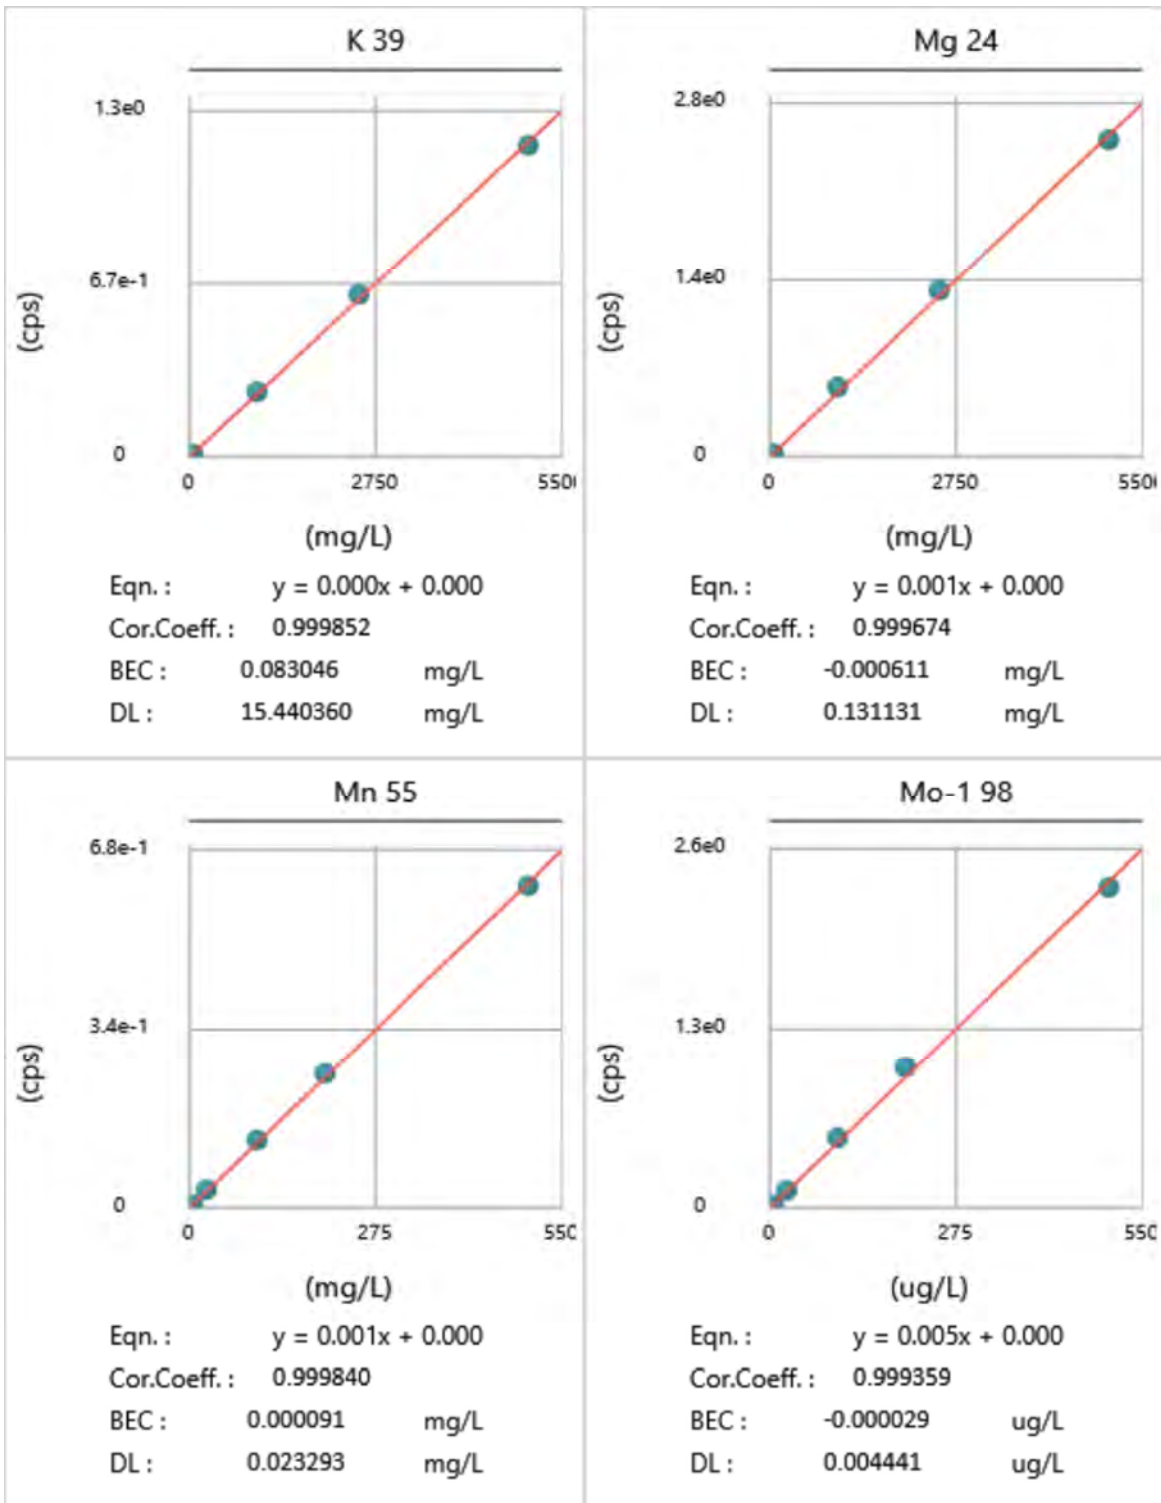 K 39
1.3e0
6.7e-1
0
(cps)
0 2750 550
(mg/L)
Eqn. : y = 0.000x + 0.000
Cor.Coeff. : 0.999852
BEC : 0.083046 mg/L
DL : 15.440360 mg/L
Mg 24
2.8e0
1.4e0
0
(cps)
0 2750 550
(mg/L)
Eqn. : y = 0.001x + 0.000
Cor.Coeff. : 0.999674
BEC : -0.000611 mg/L
DL : 0.131131 mg/L
Mn 55
6.8e-1
3.4e-1
0
(cps)
0 275 550
(mg/L)
Eqn. : y = 0.001x + 0.000
Cor.Coeff. : 0.999840
BEC : 0.000091 mg/L
DL : 0.023293 mg/L
Mo-1 98
2.6e0
1.3e0
0
(cps)
0 275 550
(ug/L)
Eqn. : y = 0.005x + 0.000
Cor.Coeff. : 0.999359
BEC : -0.000029 ug/L
DL : 0.004441 ug/L